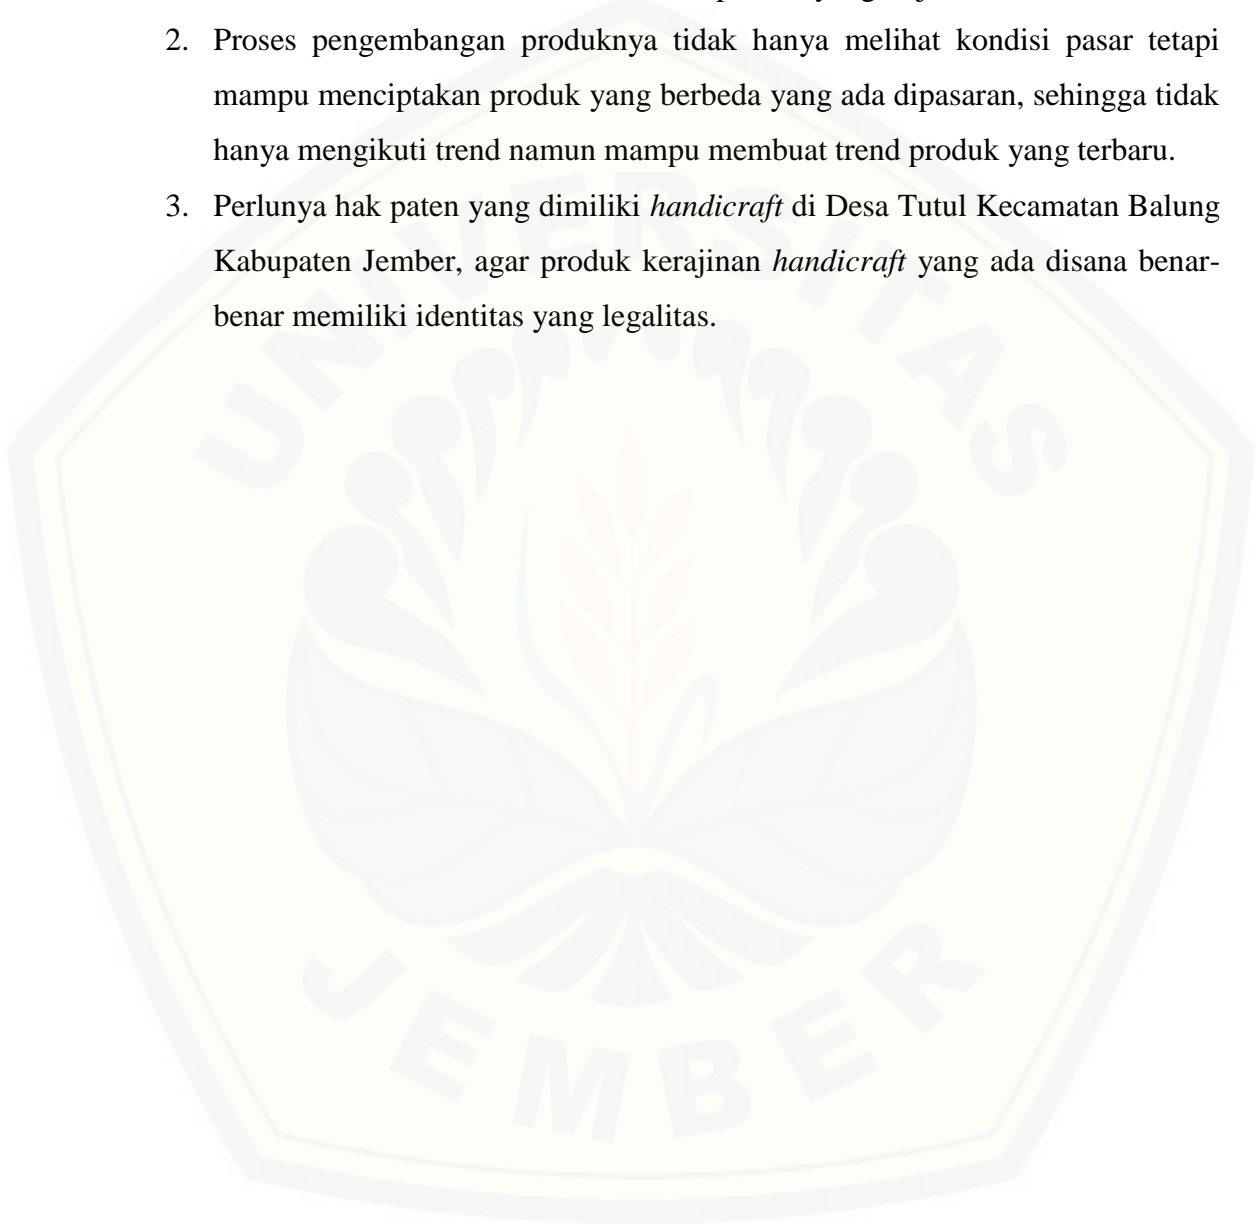 2. Proses pengembangan produknya tidak hanya melihat kondisi pasar tetapi
mampu menciptakan produk yang berbeda yang ada dipasaran, sehingga tidak
hanya mengikuti trend namun mampu membuat trend produk yang terbaru.
3. Perlunya hak paten yang dimiliki handicraft di Desa Tutul Kecamatan Balung
Kabupaten Jember, agar produk kerajinan handicraft yang ada disana benar-
benar memiliki identitas yang legalitas.
UNIVERSITAS
JEMBER